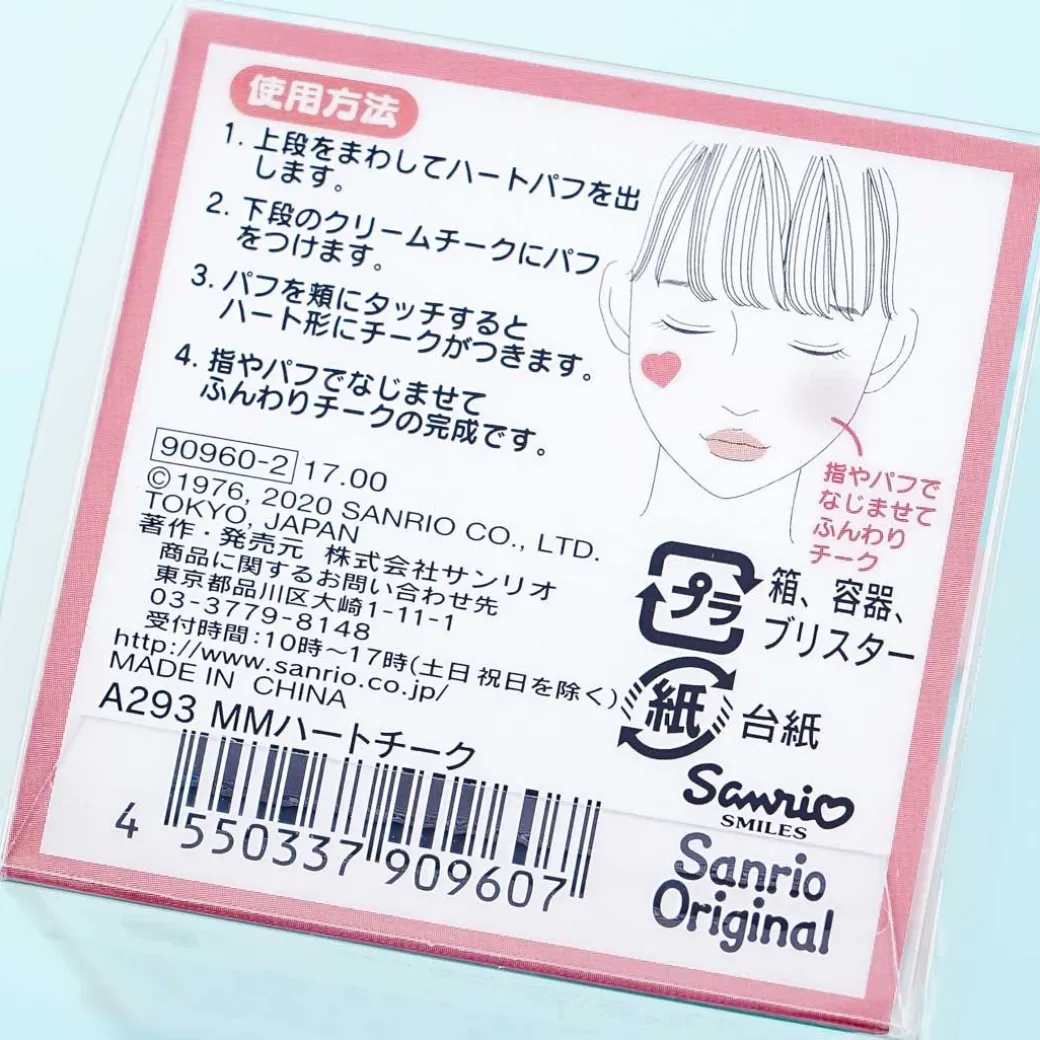 使用方法
1. 上段をまわしてハートパフを出
します。
2. 下段のクリームチークにパフ
をつけます。
3. パフを頬にタッチすると
ハート形にチークがつきます。
4. 指やパフでなじませて
ふんわりチークの完成です。
指やパフで
なじませて
ふんわり
チーク
90960-2 17.00
©1976, 2020 SANRIO CO., LTD.
TOKYO, JAPAN
著作・発売元 株式会社サンリオ
商品に関するお問い合わせ先
東京都品川区大崎1-11-1
03-3779-8148
受付時間:10時～17時(土日祝日を除く)
http://www.sanrio.co.jp/
MADE IN CHINA
A293 MMハートチーク
4 550337 909607
プラ
箱、容器、
ブリスター
紙 台紙
Sanrio
SMILES
Sanrio
Original